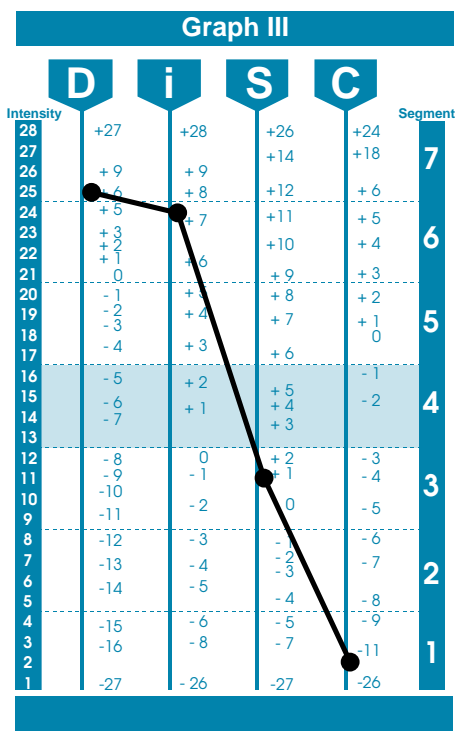 Graph III
D i S C
Intensity Segment
28 +27 +28 +26 +24
27 +14 +18 7
26 + 9 + 9
25 + 6 + 8 +12 + 6
24 + 5 + 7 +11 + 5
23 + 3 6
+ 2 +10 + 4
22 + 1 + 6
21 0 + 9 + 3
20 - 1 + 8 + 2
19 - 2 + 4
- 3 + 7 + 1 5
18 0
17 - 4 + 3 + 6
16 - 5 + 2 - 1
15 + 5
- 6 + 1 + 4 - 2 4
14 - 7 + 3
13
12 - 8 0 + 2 - 3
11 - 9 - 1 + 1 - 4
-10 3
10 - 2 0 - 5
9 -11
8 -12 - 3 - 1 - 6
7 -13 - 4 - 2 - 7
- 3 2
6 -14 - 5
5 - 4 - 8
4 -15 - 6 - 5 - 9
3 -16 - 8 - 7 -11 1
2
1 -27 - 26 -27 -26